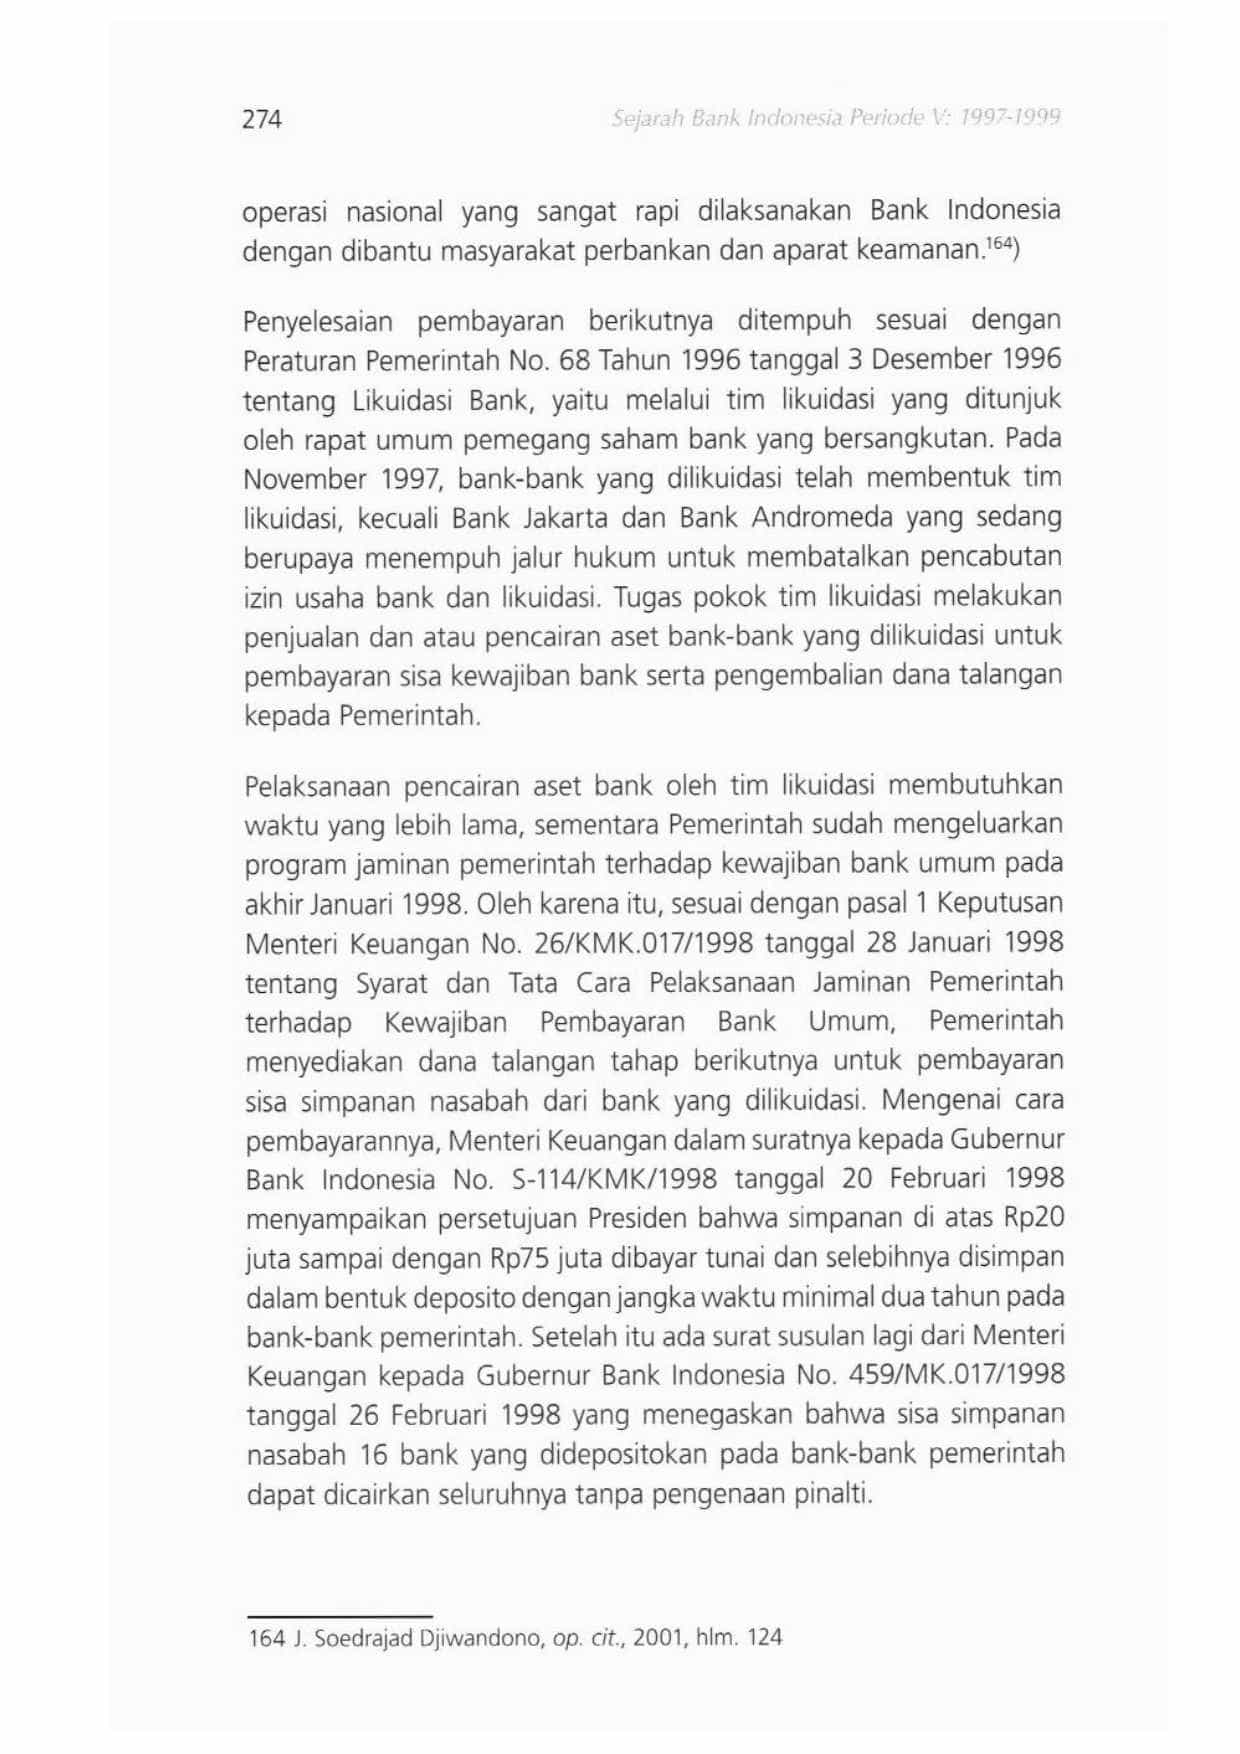 274
Sejarah Bank Indonesia Periode V: 1997-1999
operasi nasional yang sangat rapi dilaksanakan Bank Indonesia
dengan dibantu masyarakat perbankan dan aparat keamanan.¹⁶⁴)
Penyelesaian pembayaran berikutnya ditempuh sesuai dengan
Peraturan Pemerintah No. 68 Tahun 1996 tanggal 3 Desember 1996
tentang Likuidasi Bank, yaitu melalui tim likuidasi yang ditunjuk
oleh rapat umum pemegang saham bank yang bersangkutan. Pada
November 1997, bank-bank yang dilikuidasi telah membentuk tim
likuidasi, kecuali Bank Jakarta dan Bank Andromeda yang sedang
berupaya menempuh jalur hukum untuk membatalkan pencabutan
izin usaha bank dan likuidasi. Tugas pokok tim likuidasi melakukan
penjualan dan atau pencairan aset bank-bank yang dilikuidasi untuk
pembayaran sisa kewajiban bank serta pengembalian dana talangan
kepada Pemerintah.
Pelaksanaan pencairan aset bank oleh tim likuidasi membutuhkan
waktu yang lebih lama, sementara Pemerintah sudah mengeluarkan
program jaminan pemerintah terhadap kewajiban bank umum pada
akhir Januari 1998. Oleh karena itu, sesuai dengan pasal 1 Keputusan
Menteri Keuangan No. 26/KMK.017/1998 tanggal 28 Januari 1998
tentang Syarat dan Tata Cara Pelaksanaan Jaminan Pemerintah
terhadap Kewajiban Pembayaran Bank Umum, Pemerintah
menyediakan dana talangan tahap berikutnya untuk pembayaran
sisa simpanan nasabah dari bank yang dilikuidasi. Mengenai cara
pembayarannya, Menteri Keuangan dalam suratnya kepada Gubernur
Bank Indonesia No. S-114/KMK/1998 tanggal 20 Februari 1998
menyampaikan persetujuan Presiden bahwa simpanan di atas Rp20
juta sampai dengan Rp75 juta dibayar tunai dan selebihnya disimpan
dalam bentuk deposito dengan jangka waktu minimal dua tahun pada
bank-bank pemerintah. Setelah itu ada surat susulan lagi dari Menteri
Keuangan kepada Gubernur Bank Indonesia No. 459/MK.017/1998
tanggal 26 Februari 1998 yang menegaskan bahwa sisa simpanan
nasabah 16 bank yang didepositokan pada bank-bank pemerintah
dapat dicairkan seluruhnya tanpa pengenaan pinalti.
164 J. Soedrajad Djiwandono, op. cit., 2001, hlm. 124